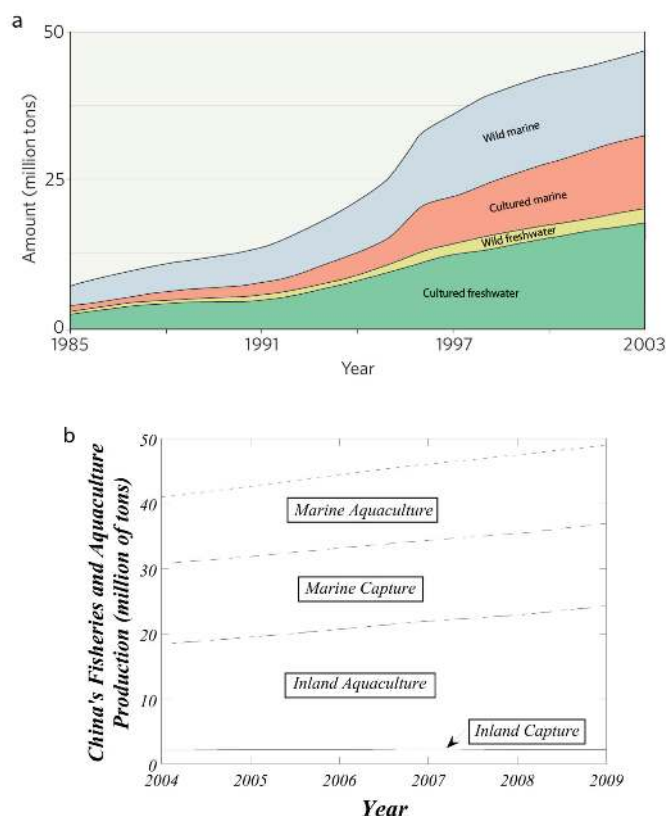 a
50
25
0
Amount (million tons)
Wild marine
Cultured marine
Wild freshwater
Cultured freshwater
1985
1991
1997
2003
Year
b
50
40
30
20
10
0
China's Fisheries and Aquaculture
Production (million of tons)
Marine Aquaculture
Marine Capture
Inland Aquaculture
Inland Capture
2004
2005
2006
2007
2008
2009
Year